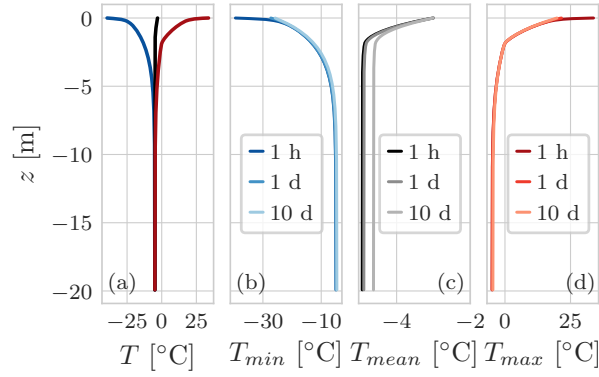 0
−5
−10
−15
−20
z [m]
(a) (b) (c) (d)
1 h
1 d
10 d
1 h
1 d
10 d
1 h
1 d
10 d
−25 0 25
−30 −10
−4 −2
0 25
T [°C]
T_min [°C]
T_mean [°C]
T_max [°C]